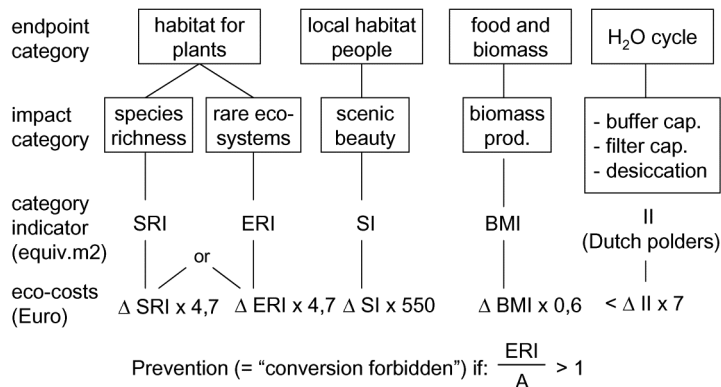 endpoint category
habitat for plants
local habitat people
food and biomass
H₂O cycle
impact category
species richness
rare eco-systems
scenic beauty
biomass prod.
- buffer cap.
- filter cap.
- desiccation
category indicator (equiv.m2)
SRI
ERI
SI
BMI
II (Dutch polders)
or
eco-costs (Euro)
Δ SRI x 4,7
Δ ERI x 4,7
Δ SI x 550
Δ BMI x 0,6
< Δ II x 7
Prevention (= “conversion forbidden”) if: ERI / A > 1